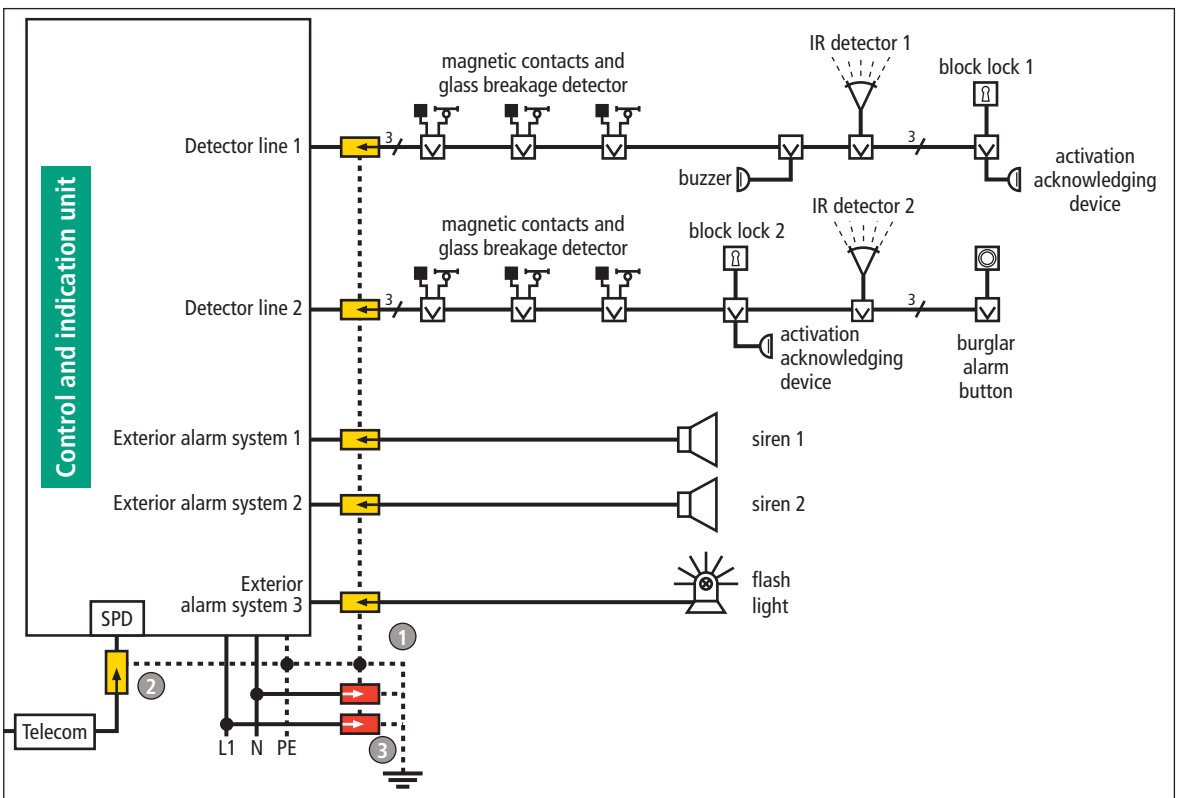 Control and indication unit
Detector line 1
3
magnetic contacts and
glass breakage detector
buzzer
IR detector 1
3
block lock 1
activation
acknowledging
device
Detector line 2
3
magnetic contacts and
glass breakage detector
block lock 2
activation
acknowledging
device
IR detector 2
3
burglar
alarm
button
Exterior alarm system 1
siren 1
Exterior alarm system 2
siren 2
Exterior
alarm system 3
flash
light
SPD
1
2
Telecom
L1 N PE
3